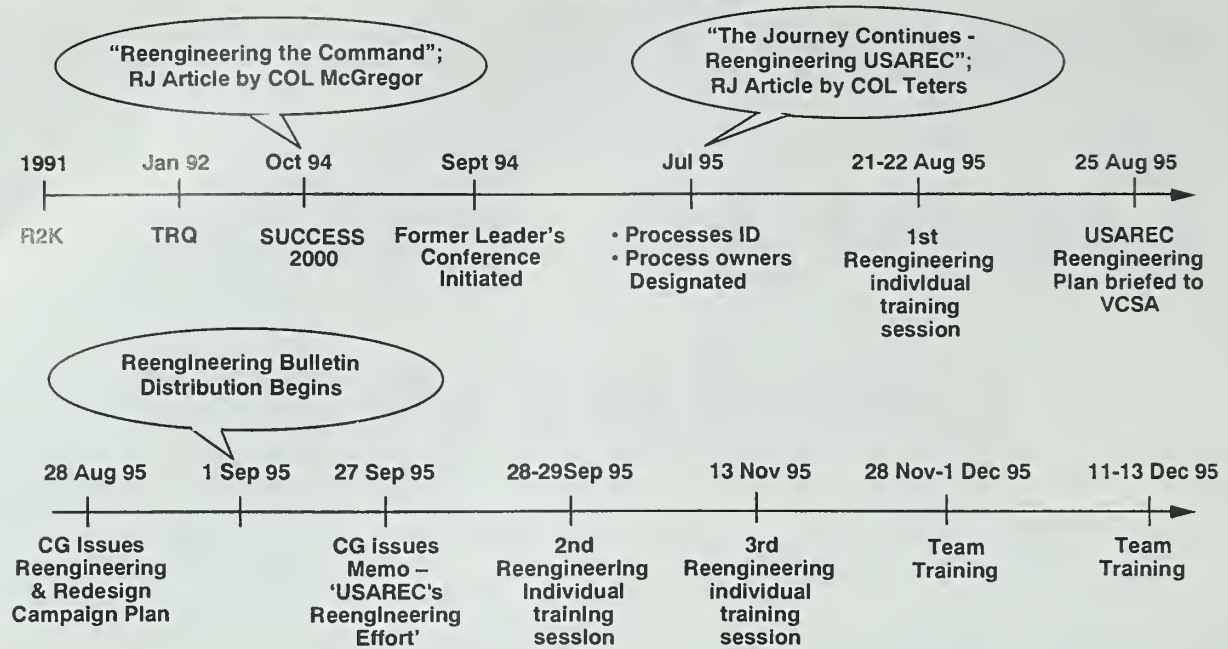 “Reengineering the Command”;
RJ Article by COL McGregor
“The Journey Continues -
Reengineering USAREC”;
RJ Article by COL Teters
1991
Jan 92
Oct 94
Sept 94
Jul 95
21-22 Aug 95
25 Aug 95
R2K
TRQ
SUCCESS
2000
Former Leader's
Conference
Initiated
• Processes ID
• Process owners
Designated
1st
Reengineering
individual
training
session
USAREC
Reengineering
Plan briefed to
VCSA
Reengineering Bulletin
Distribution Begins
28 Aug 95
1 Sep 95
27 Sep 95
28-29Sep 95
13 Nov 95
28 Nov-1 Dec 95
11-13 Dec 95
CG Issues
Reengineering
& Redesign
Campaign Plan
CG issues
Memo –
'USAREC's
Reengineering
Effort'
2nd
Reengineering
Individual
training
session
3rd
Reengineering
individual
training
session
Team
Training
Team
Training